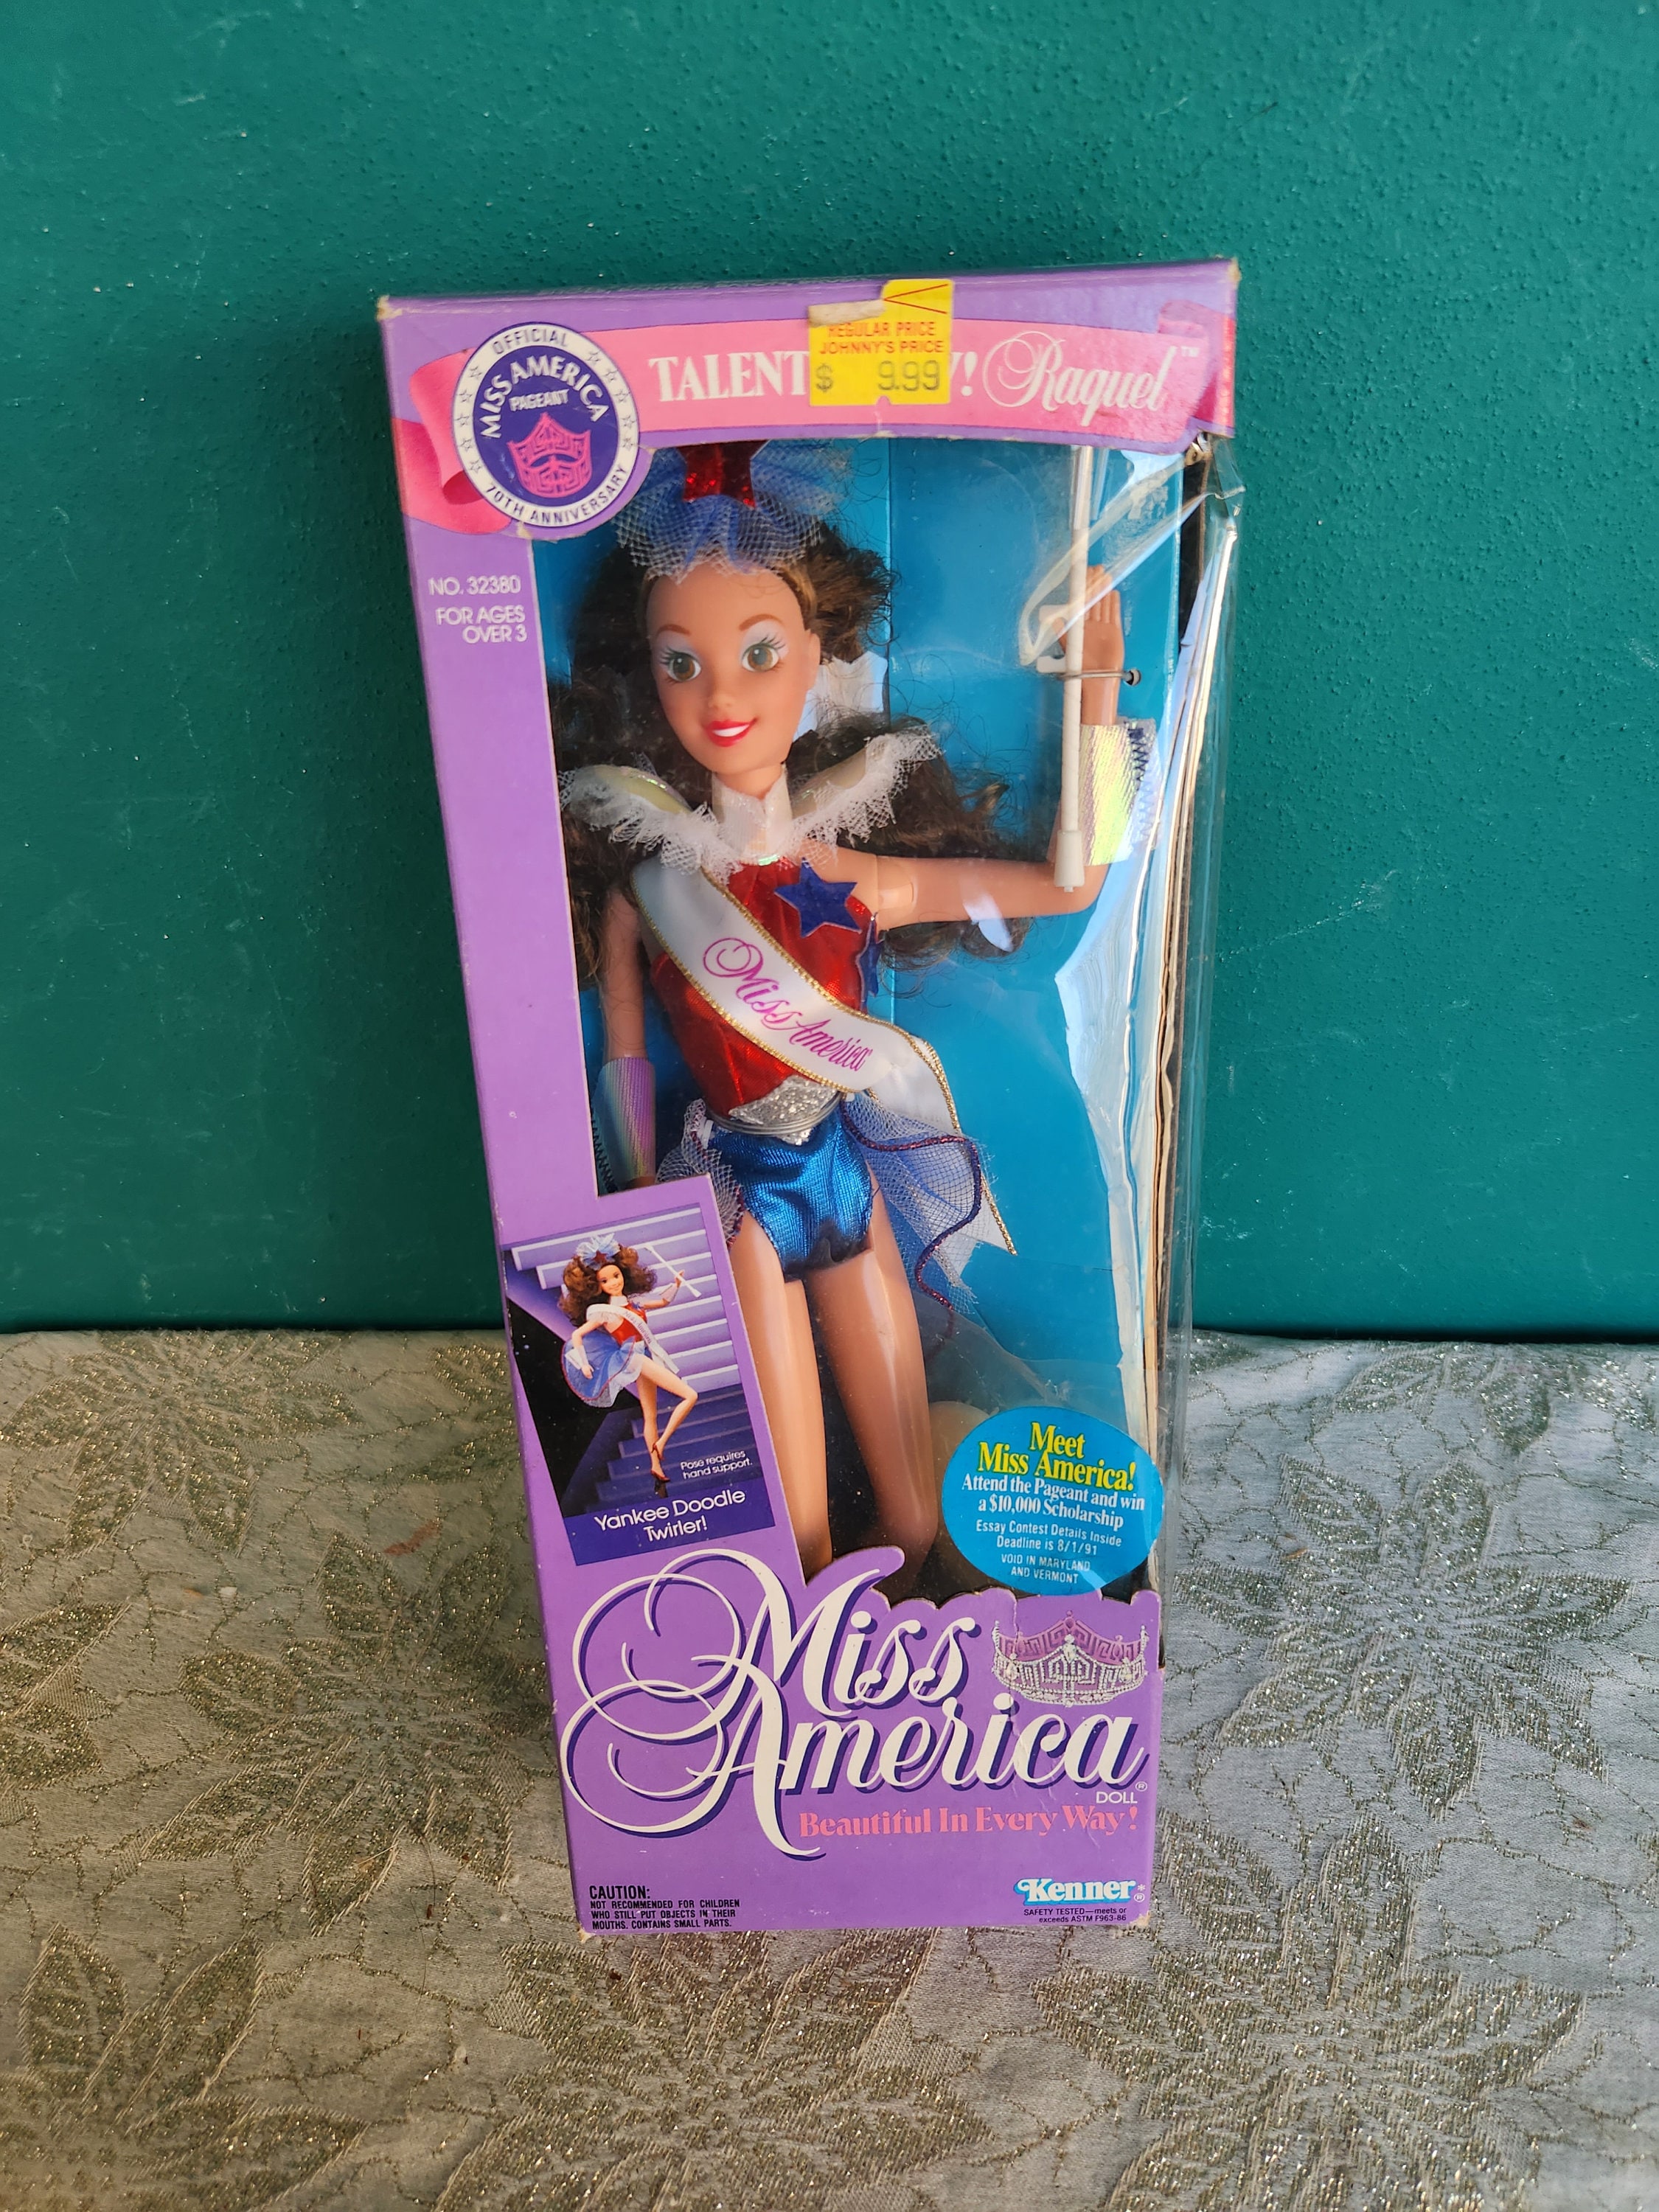 REGULAR PRICE
JOHNNY'S PRICE
$ 9.99
TALENT Y! Raquel™
OFFICIAL
MISS AMERICA
PAGEANT
70TH ANNIVERSARY
NO. 32380
FOR AGES
OVER 3
Miss America
Pose requires
hand support.
Yankee Doodle
Twirler!
Meet
Miss America!
Attend the Pageant and win
a $10,000 Scholarship
Essay Contest Details Inside
Deadline is 8/1/91
VOID IN MARYLAND
AND VERMONT
Miss
America®
DOLL
Beautiful In Every Way!
CAUTION:
NOT RECOMMENDED FOR CHILDREN
WHO STILL PUT OBJECTS IN THEIR
MOUTHS. CONTAINS SMALL PARTS.
Kenner*®
SAFETY TESTED—meets or
exceeds ASTM F963-86